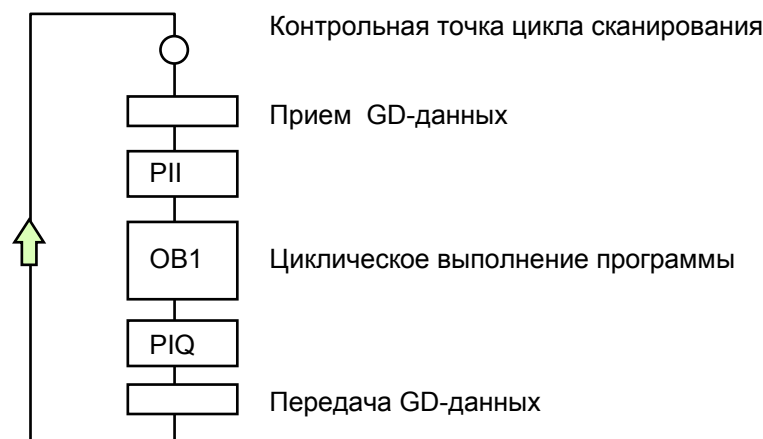 Контрольная точка цикла сканирования
Прием GD-данных
PII
OB1 Циклическое выполнение программы
PIQ
Передача GD-данных